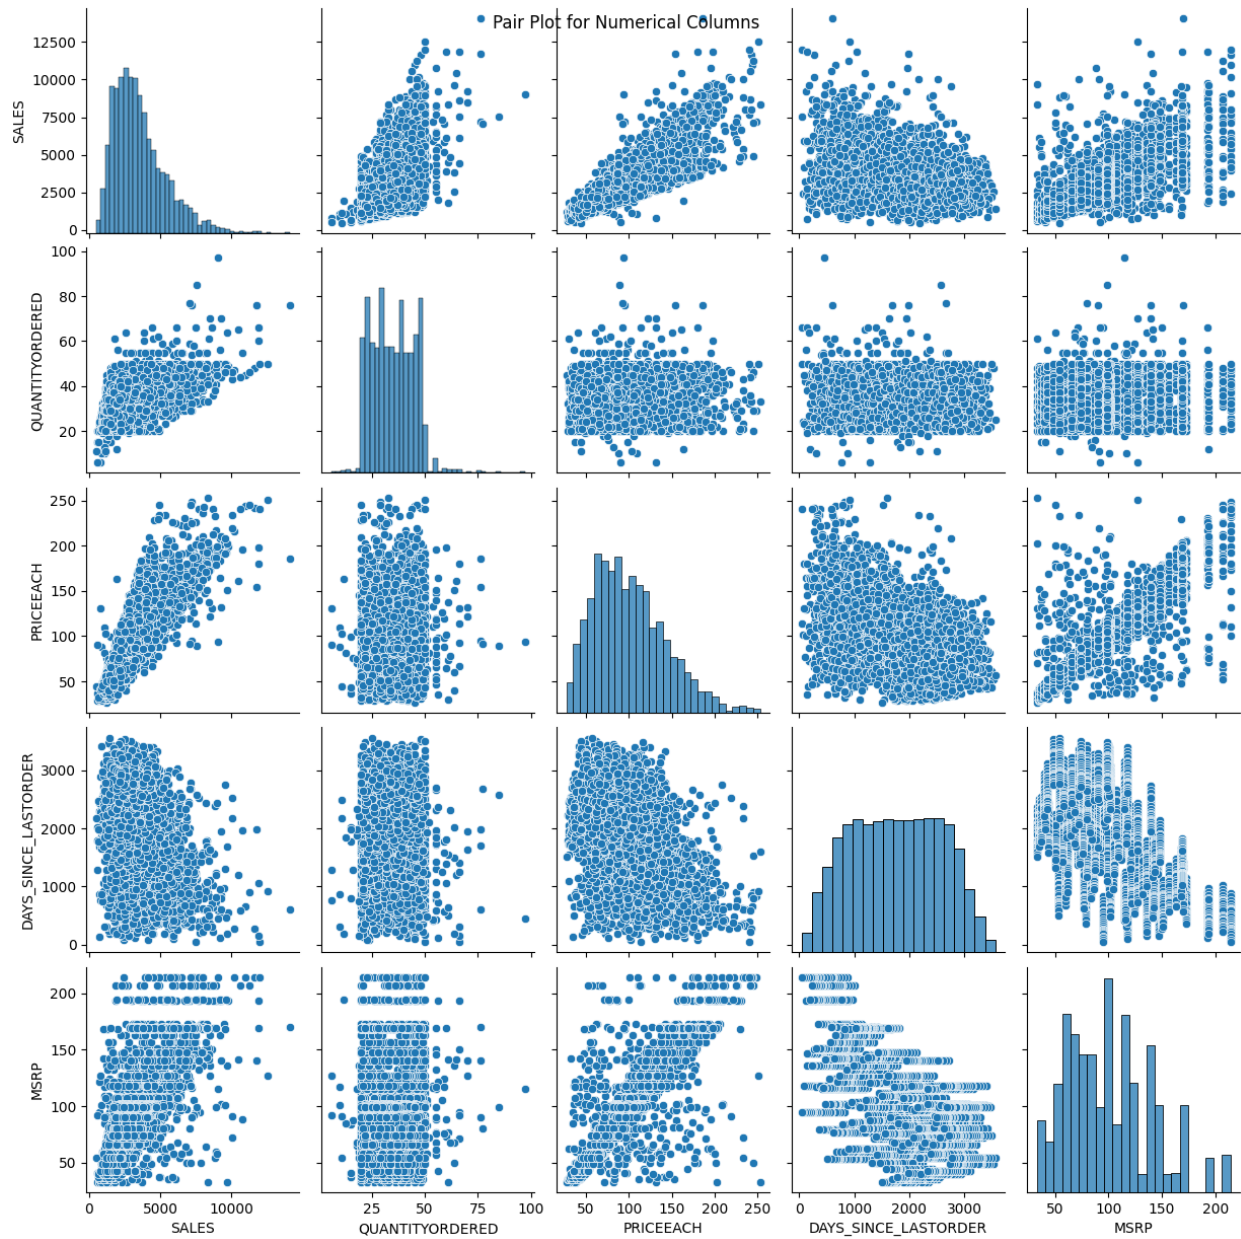 Pair Plot for Numerical Columns
12500
10000
7500
5000
2500
0
SALES
100
80
60
40
20
QUANTITYORDERED
250
200
150
100
50
PRICEEACH
3000
2000
1000
0
DAYS_SINCE_LASTORDER
200
150
100
50
MSRP
0 5000 10000
SALES
25 50 75 100
QUANTITYORDERED
50 100 150 200 250
PRICEEACH
0 1000 2000 3000
DAYS_SINCE_LASTORDER
50 100 150 200
MSRP